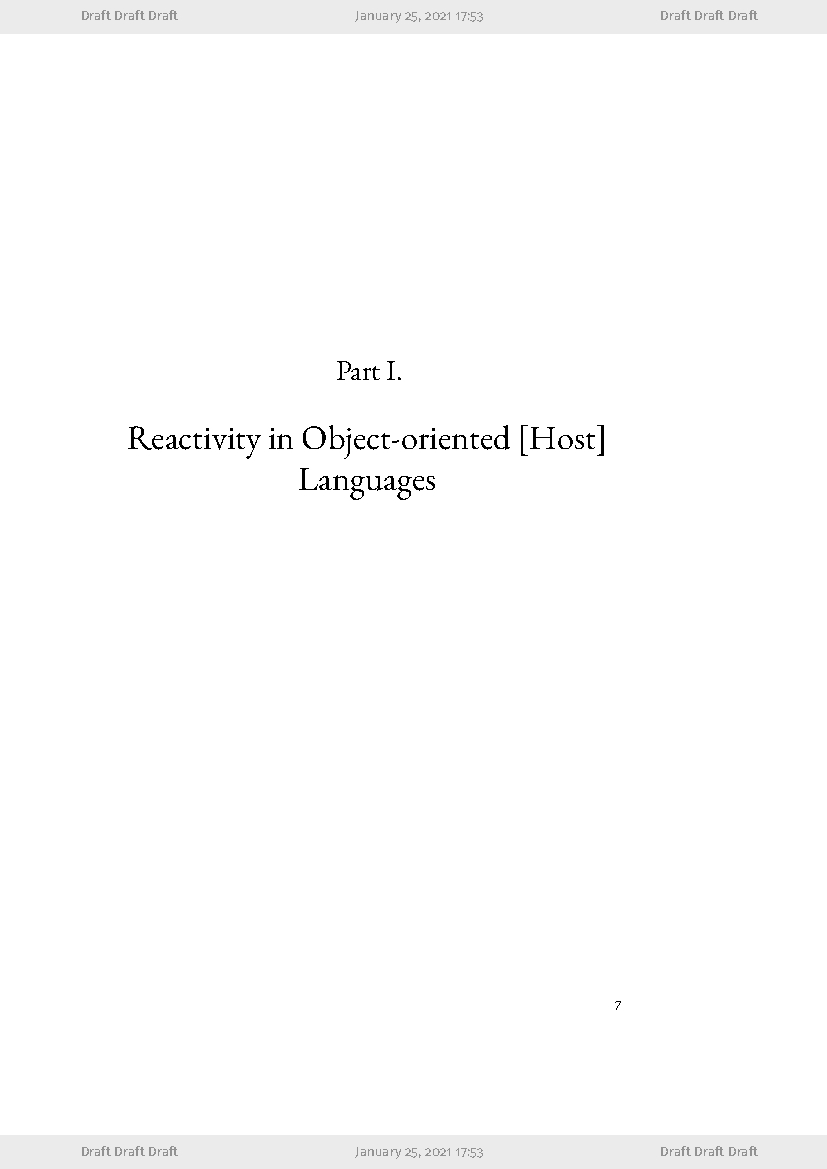 Draft Draft Draft January 25, 2021 17:53 Draft Draft Draft
Part I.
Reactivity in Object-oriented [Host]
Languages
7
Draft Draft Draft January 25, 2021 17:53 Draft Draft Draft